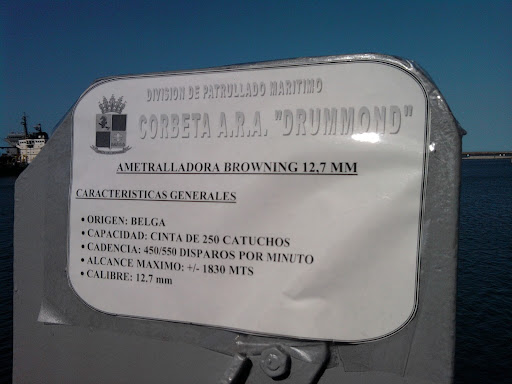 DIVISION DE PATRULLADO MARITIMO
CORBETA A.R.A. "DRUMMOND"
AMETRALLADORA BROWNING 12,7 MM
CARACTERISTICAS GENERALES
• ORIGEN: BELGA
• CAPACIDAD: CINTA DE 250 CATUCHOS
• CADENCIA: 450/550 DISPAROS POR MINUTO
• ALCANCE MAXIMO: +/- 1830 MTS
• CALIBRE: 12.7 mm